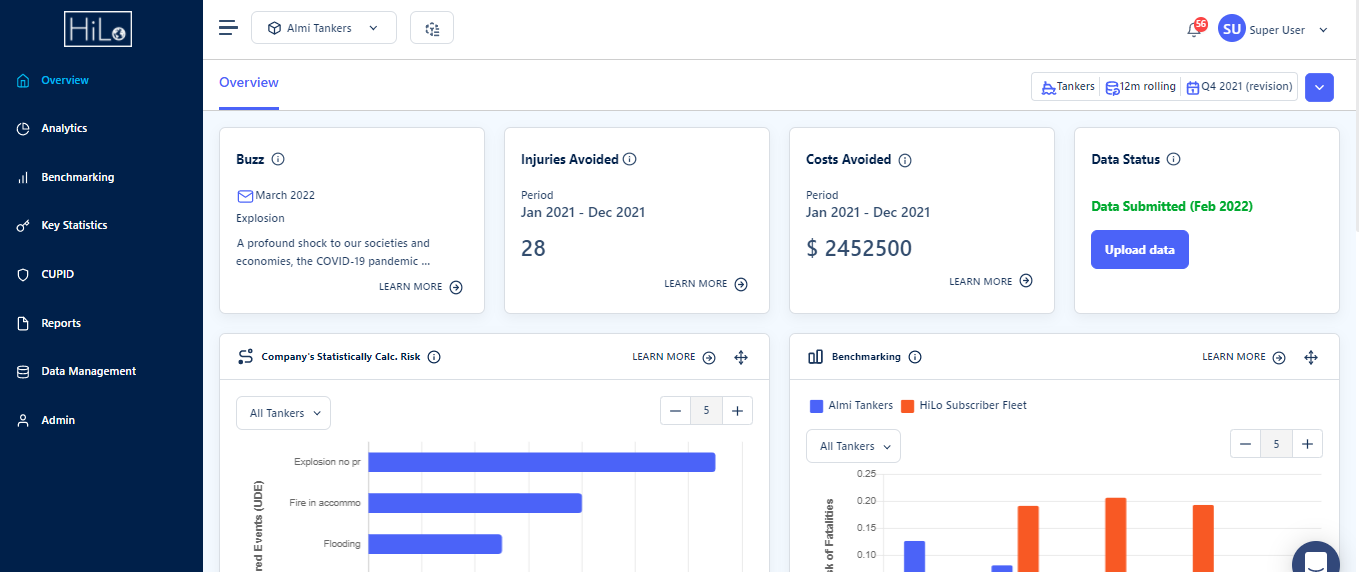 HiLo
Overview
Analytics
Benchmarking
Key Statistics
CUPID
Reports
Data Management
Admin
Almi Tankers
56
SU
Super User
Overview
Tankers
12m rolling
Q4 2021 (revision)
Buzz
March 2022
Explosion
A profound shock to our societies and
economies, the COVID-19 pandemic ...
LEARN MORE
Injuries Avoided
Period
Jan 2021 - Dec 2021
28
LEARN MORE
Costs Avoided
Period
Jan 2021 - Dec 2021
$ 2452500
LEARN MORE
Data Status
Data Submitted (Feb 2022)
Upload data
Company's Statistically Calc. Risk
LEARN MORE
All Tankers
5
Explosion no pr
Fire in accommo
Flooding
red Events (UDE)
Benchmarking
LEARN MORE
Almi Tankers
HiLo Subscriber Fleet
All Tankers
5
0.25
0.20
0.15
0.10
sk of Fatalities